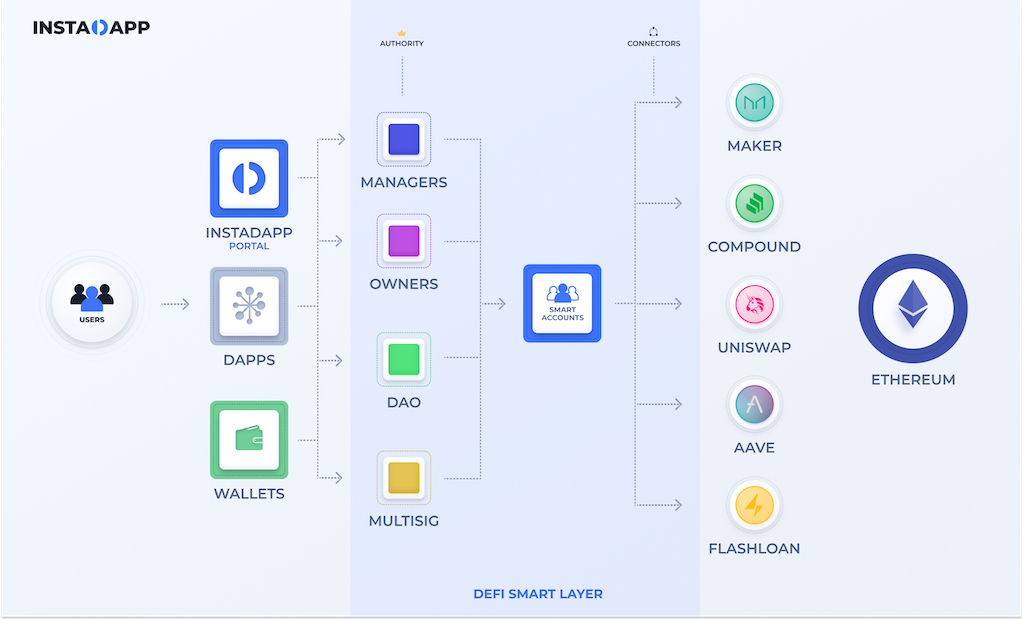 INSTADAPP
AUTHORITY
CONNECTORS
USERS
INSTADAPP
PORTAL
DAPPS
WALLETS
MANAGERS
OWNERS
DAO
MULTISIG
SMART
ACCOUNTS
MAKER
COMPOUND
UNISWAP
AAVE
FLASHLOAN
ETHEREUM
DEFI SMART LAYER